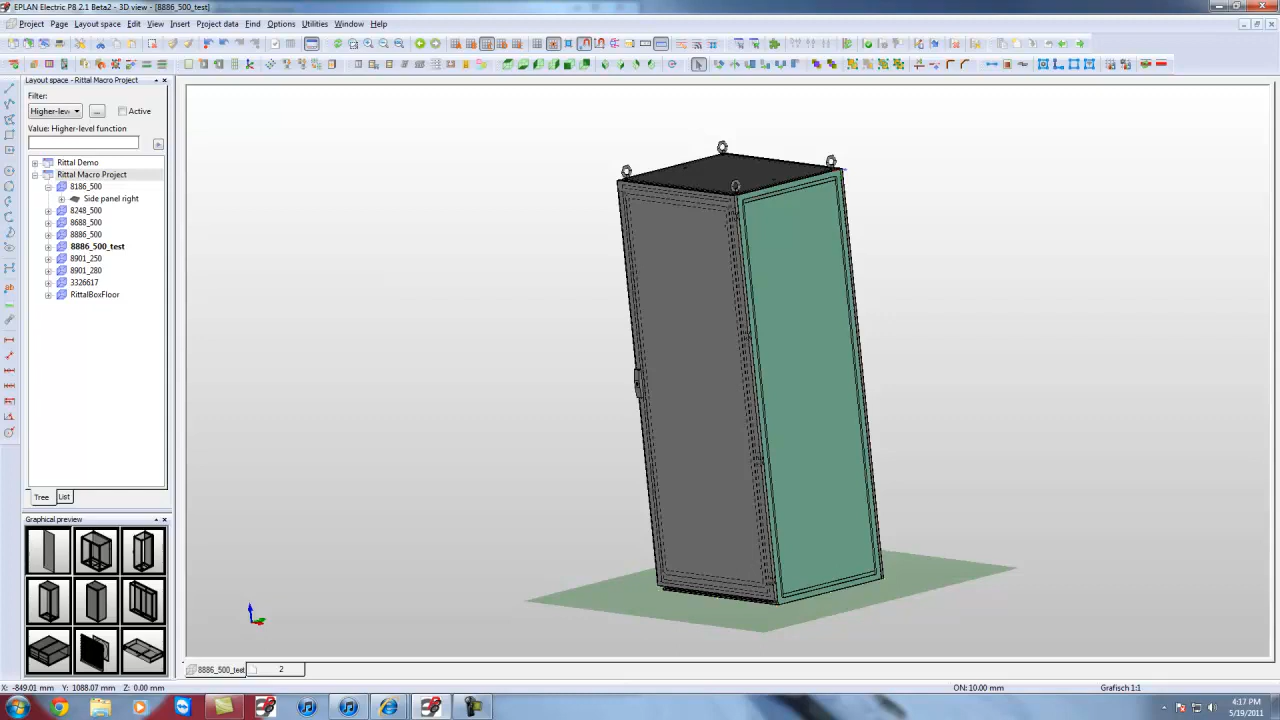 EPLAN Electric P8 2.1 Beta2 - 3D view - [8886_500_test]
Project Page Layout space Edit View Insert Project data Find Options Utilities Window Help
Layout space - Rittal Macro Project
Filter:
Higher-lev ... Active
Value: Higher-level function
Rittal Demo
Rittal Macro Project
8186_500
Side panel right
8248_500
8688_500
8886_500
8886_500_test
8901_250
8901_280
3326617
RittalBoxFloor
Tree List
Graphical preview
8886_500_test 2
X: -849.01 mm Y: 1088.07 mm Z: 0.00 mm ON: 10.00 mm Grafisch 1:1
4:17 PM
5/19/2011